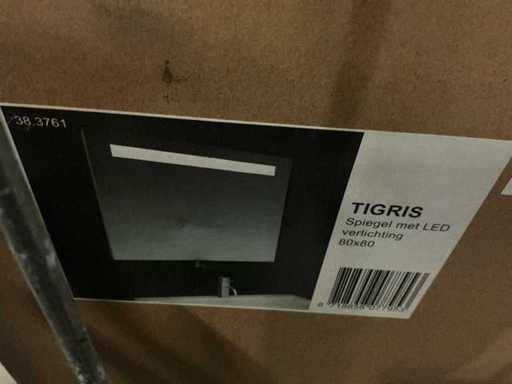 38.3761
TIGRIS
Spiegel met LED
verlichting
80x80